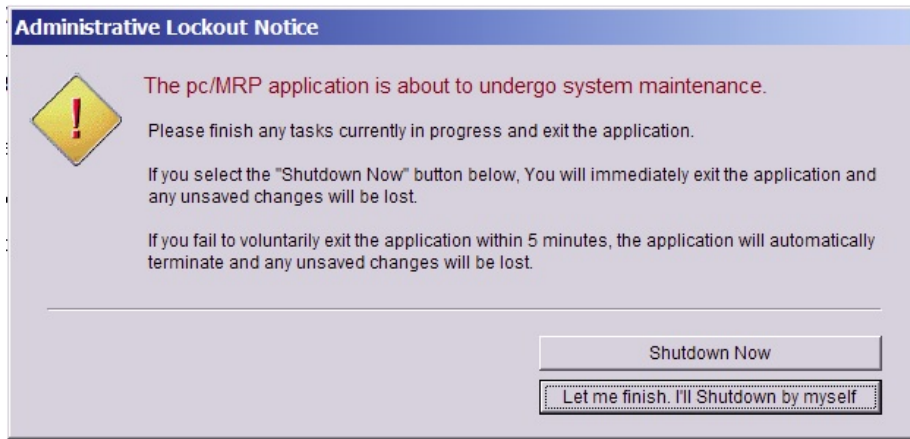 Administrative Lockout Notice
The pc/MRP application is about to undergo system maintenance.
Please finish any tasks currently in progress and exit the application.
If you select the "Shutdown Now" button below, You will immediately exit the application and
any unsaved changes will be lost.
If you fail to voluntarily exit the application within 5 minutes, the application will automatically
terminate and any unsaved changes will be lost.
Shutdown Now
Let me finish. I'll Shutdown by myself